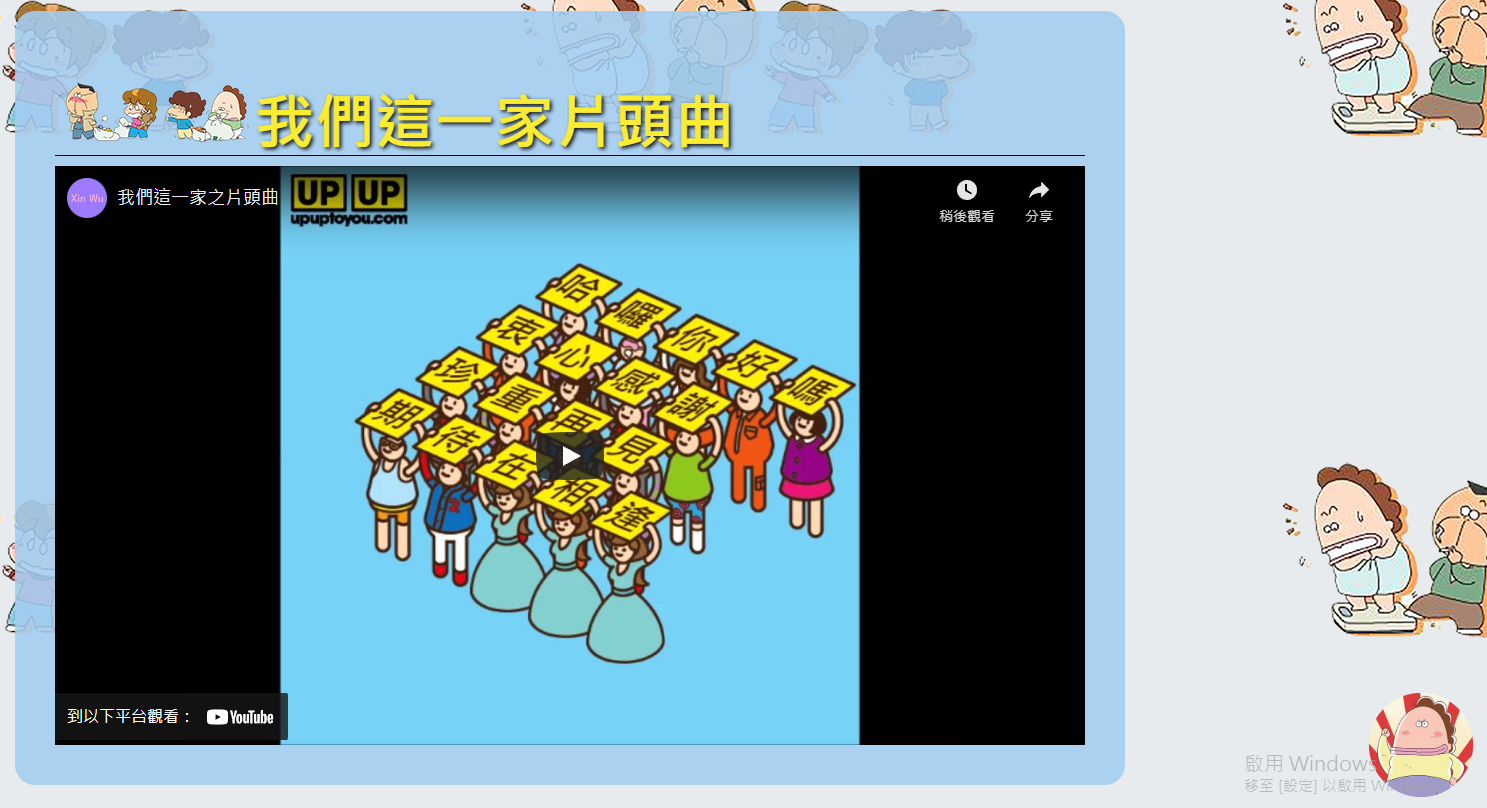 我們這一家片頭曲
Xin Wu
我們這一家之片頭曲
UP UP
upuptoyou.com
稍後觀看
分享
哈囉你好嗎
衷心感謝
珍重再見
期待在相逢
到以下平台觀看：
YouTube
啟用 Windows
移至 [設定] 以啟用 Wi